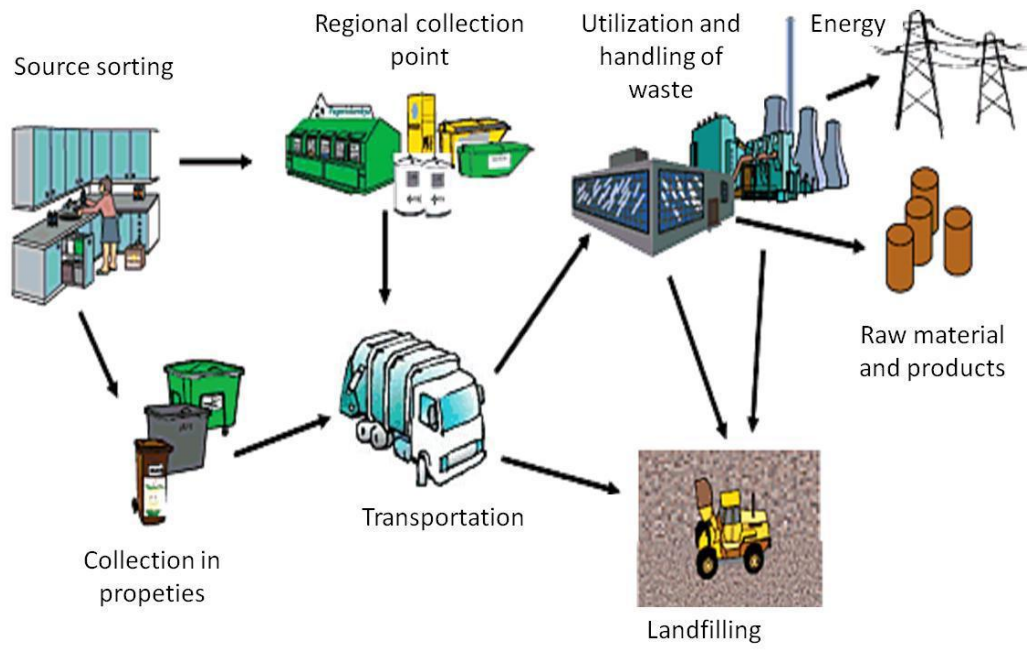 Source sorting
Regional collection
point
Utilization and
handling of
waste
Energy
Raw material
and products
Transportation
Collection in
propeties
Landfilling